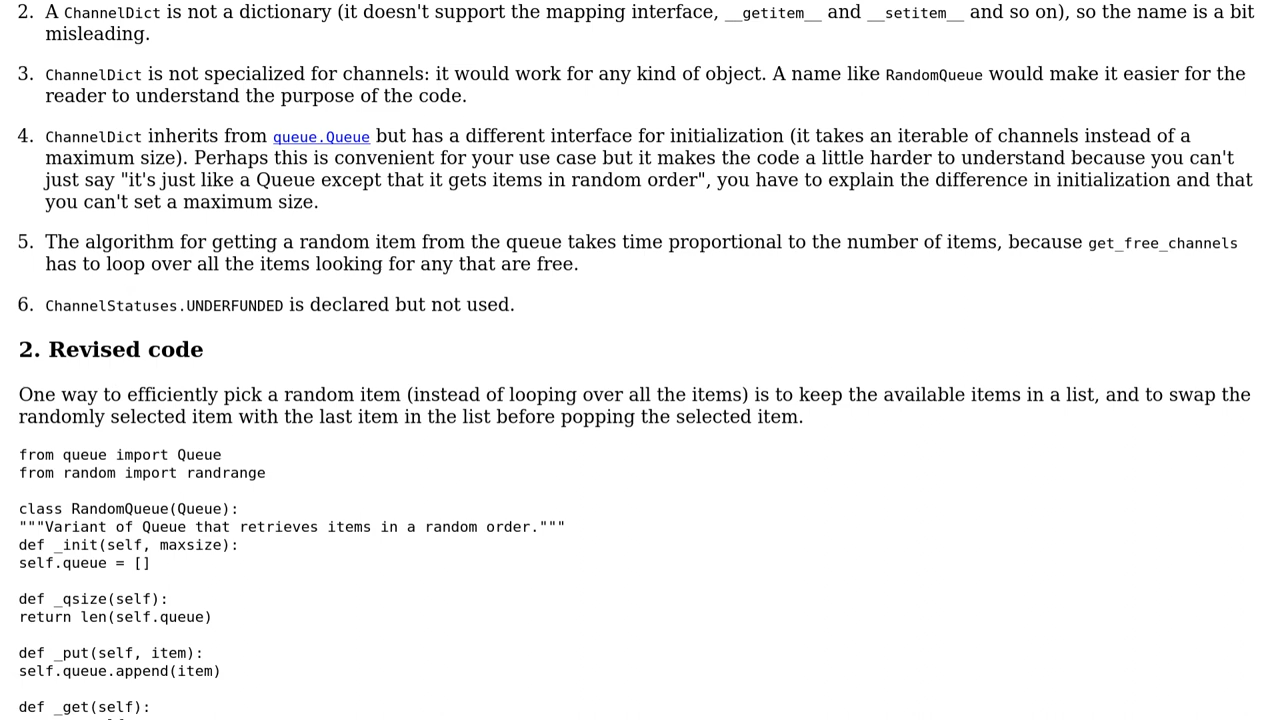 2. A ChannelDict is not a dictionary (it doesn't support the mapping interface, __getitem__ and __setitem__ and so on), so the name is a bit
misleading.
3. ChannelDict is not specialized for channels: it would work for any kind of object. A name like RandomQueue would make it easier for the
reader to understand the purpose of the code.
4. ChannelDict inherits from queue.Queue but has a different interface for initialization (it takes an iterable of channels instead of a
maximum size). Perhaps this is convenient for your use case but it makes the code a little harder to understand because you can't
just say "it's just like a Queue except that it gets items in random order", you have to explain the difference in initialization and that
you can't set a maximum size.
5. The algorithm for getting a random item from the queue takes time proportional to the number of items, because get_free_channels
has to loop over all the items looking for any that are free.
6. ChannelStatuses.UNDERFUNDED is declared but not used.
2. Revised code
One way to efficiently pick a random item (instead of looping over all the items) is to keep the available items in a list, and to swap the
randomly selected item with the last item in the list before popping the selected item.
from queue import Queue
from random import randrange
class RandomQueue(Queue):
"""Variant of Queue that retrieves items in a random order."""
def _init(self, maxsize):
self.queue = []
def _qsize(self):
return len(self.queue)
def _put(self, item):
self.queue.append(item)
def _get(self):